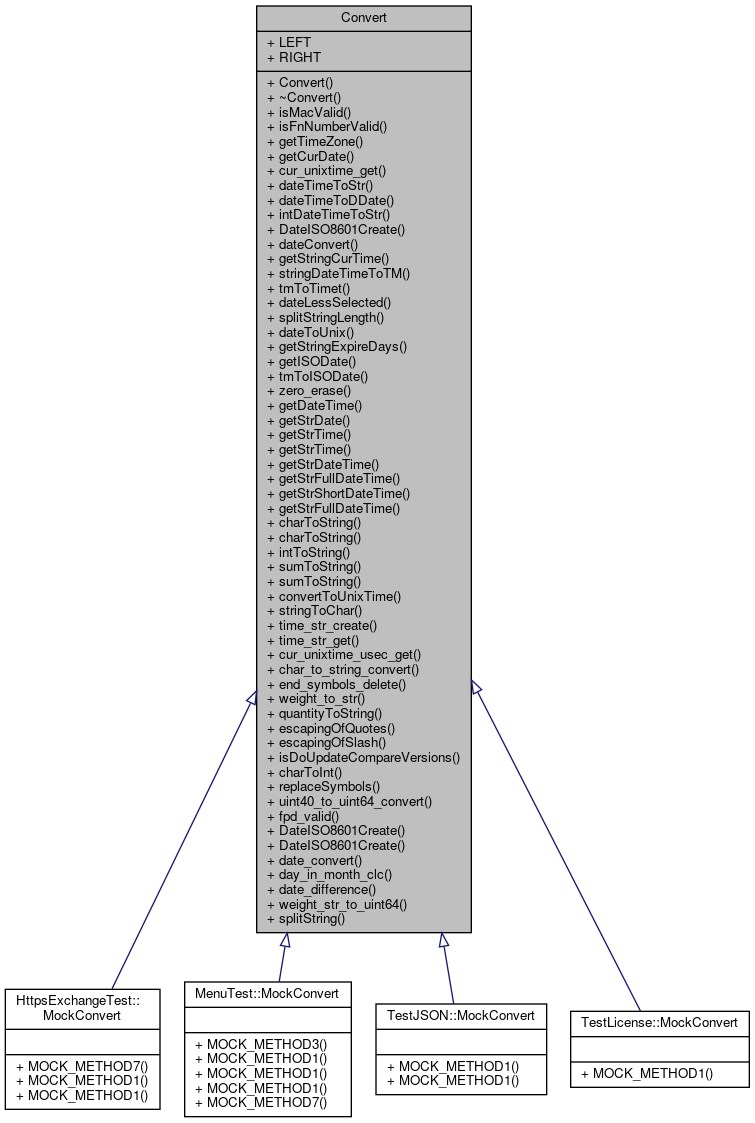 Convert
+ LEFT
+ RIGHT
+ Convert()
+ ~Convert()
+ isMacValid()
+ isFnNumberValid()
+ getTimeZone()
+ getCurDate()
+ cur_unixtime_get()
+ dateTimeToStr()
+ dateTimeToDDate()
+ intDateTimeToStr()
+ DateISO8601Create()
+ dateConvert()
+ getStringCurTime()
+ stringDateTimeToTM()
+ tmToTimet()
+ dateLessSelected()
+ splitStringLength()
+ dateToUnix()
+ getStringExpireDays()
+ getISODate()
+ tmToISODate()
+ zero_erase()
+ getDateTime()
+ getStrDate()
+ getStrTime()
+ getStrTime()
+ getStrDateTime()
+ getStrFullDateTime()
+ getStrShortDateTime()
+ getStrFullDateTime()
+ charToString()
+ charToString()
+ intToString()
+ sumToString()
+ sumToString()
+ convertToUnixTime()
+ stringToChar()
+ time_str_create()
+ time_str_get()
+ cur_unixtime_usec_get()
+ char_to_string_convert()
+ end_symbols_delete()
+ weight_to_str()
+ quantityToString()
+ escapingOfQuotes()
+ escapingOfSlash()
+ isDoUpdateCompareVersions()
+ charToInt()
+ replaceSymbols()
+ uint40_to_uint64_convert()
+ fpd_valid()
+ DateISO8601Create()
+ DateISO8601Create()
+ date_convert()
+ day_in_month_clc()
+ date_difference()
+ weight_str_to_uint64()
+ splitString()
HttpsExchangeTest::
MockConvert
+ MOCK_METHOD7()
+ MOCK_METHOD1()
+ MOCK_METHOD1()
MenuTest::MockConvert
+ MOCK_METHOD3()
+ MOCK_METHOD1()
+ MOCK_METHOD1()
+ MOCK_METHOD1()
+ MOCK_METHOD7()
TestJSON::MockConvert
+ MOCK_METHOD1()
+ MOCK_METHOD1()
TestLicense::MockConvert
+ MOCK_METHOD1()